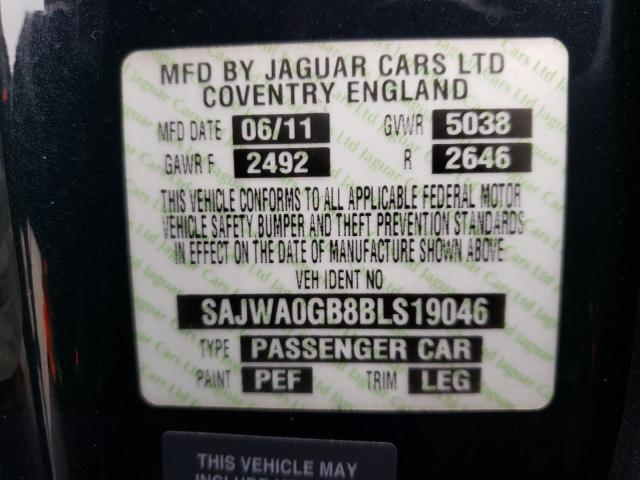 MFD BY JAGUAR CARS LTD
COVENTRY ENGLAND
MFD DATE 06/11 GVWR 5038
GAWR F 2492 R 2646
THIS VEHICLE CONFORMS TO ALL APPLICABLE FEDERAL MOTOR
VEHICLE SAFETY, BUMPER AND THEFT PREVENTION STANDARDS
IN EFFECT ON THE DATE OF MANUFACTURE SHOWN ABOVE.
VEH IDENT NO
SAJWA0GB8BLS19046
TYPE PASSENGER CAR
PAINT PEF TRIM LEG
THIS VEHICLE MAY